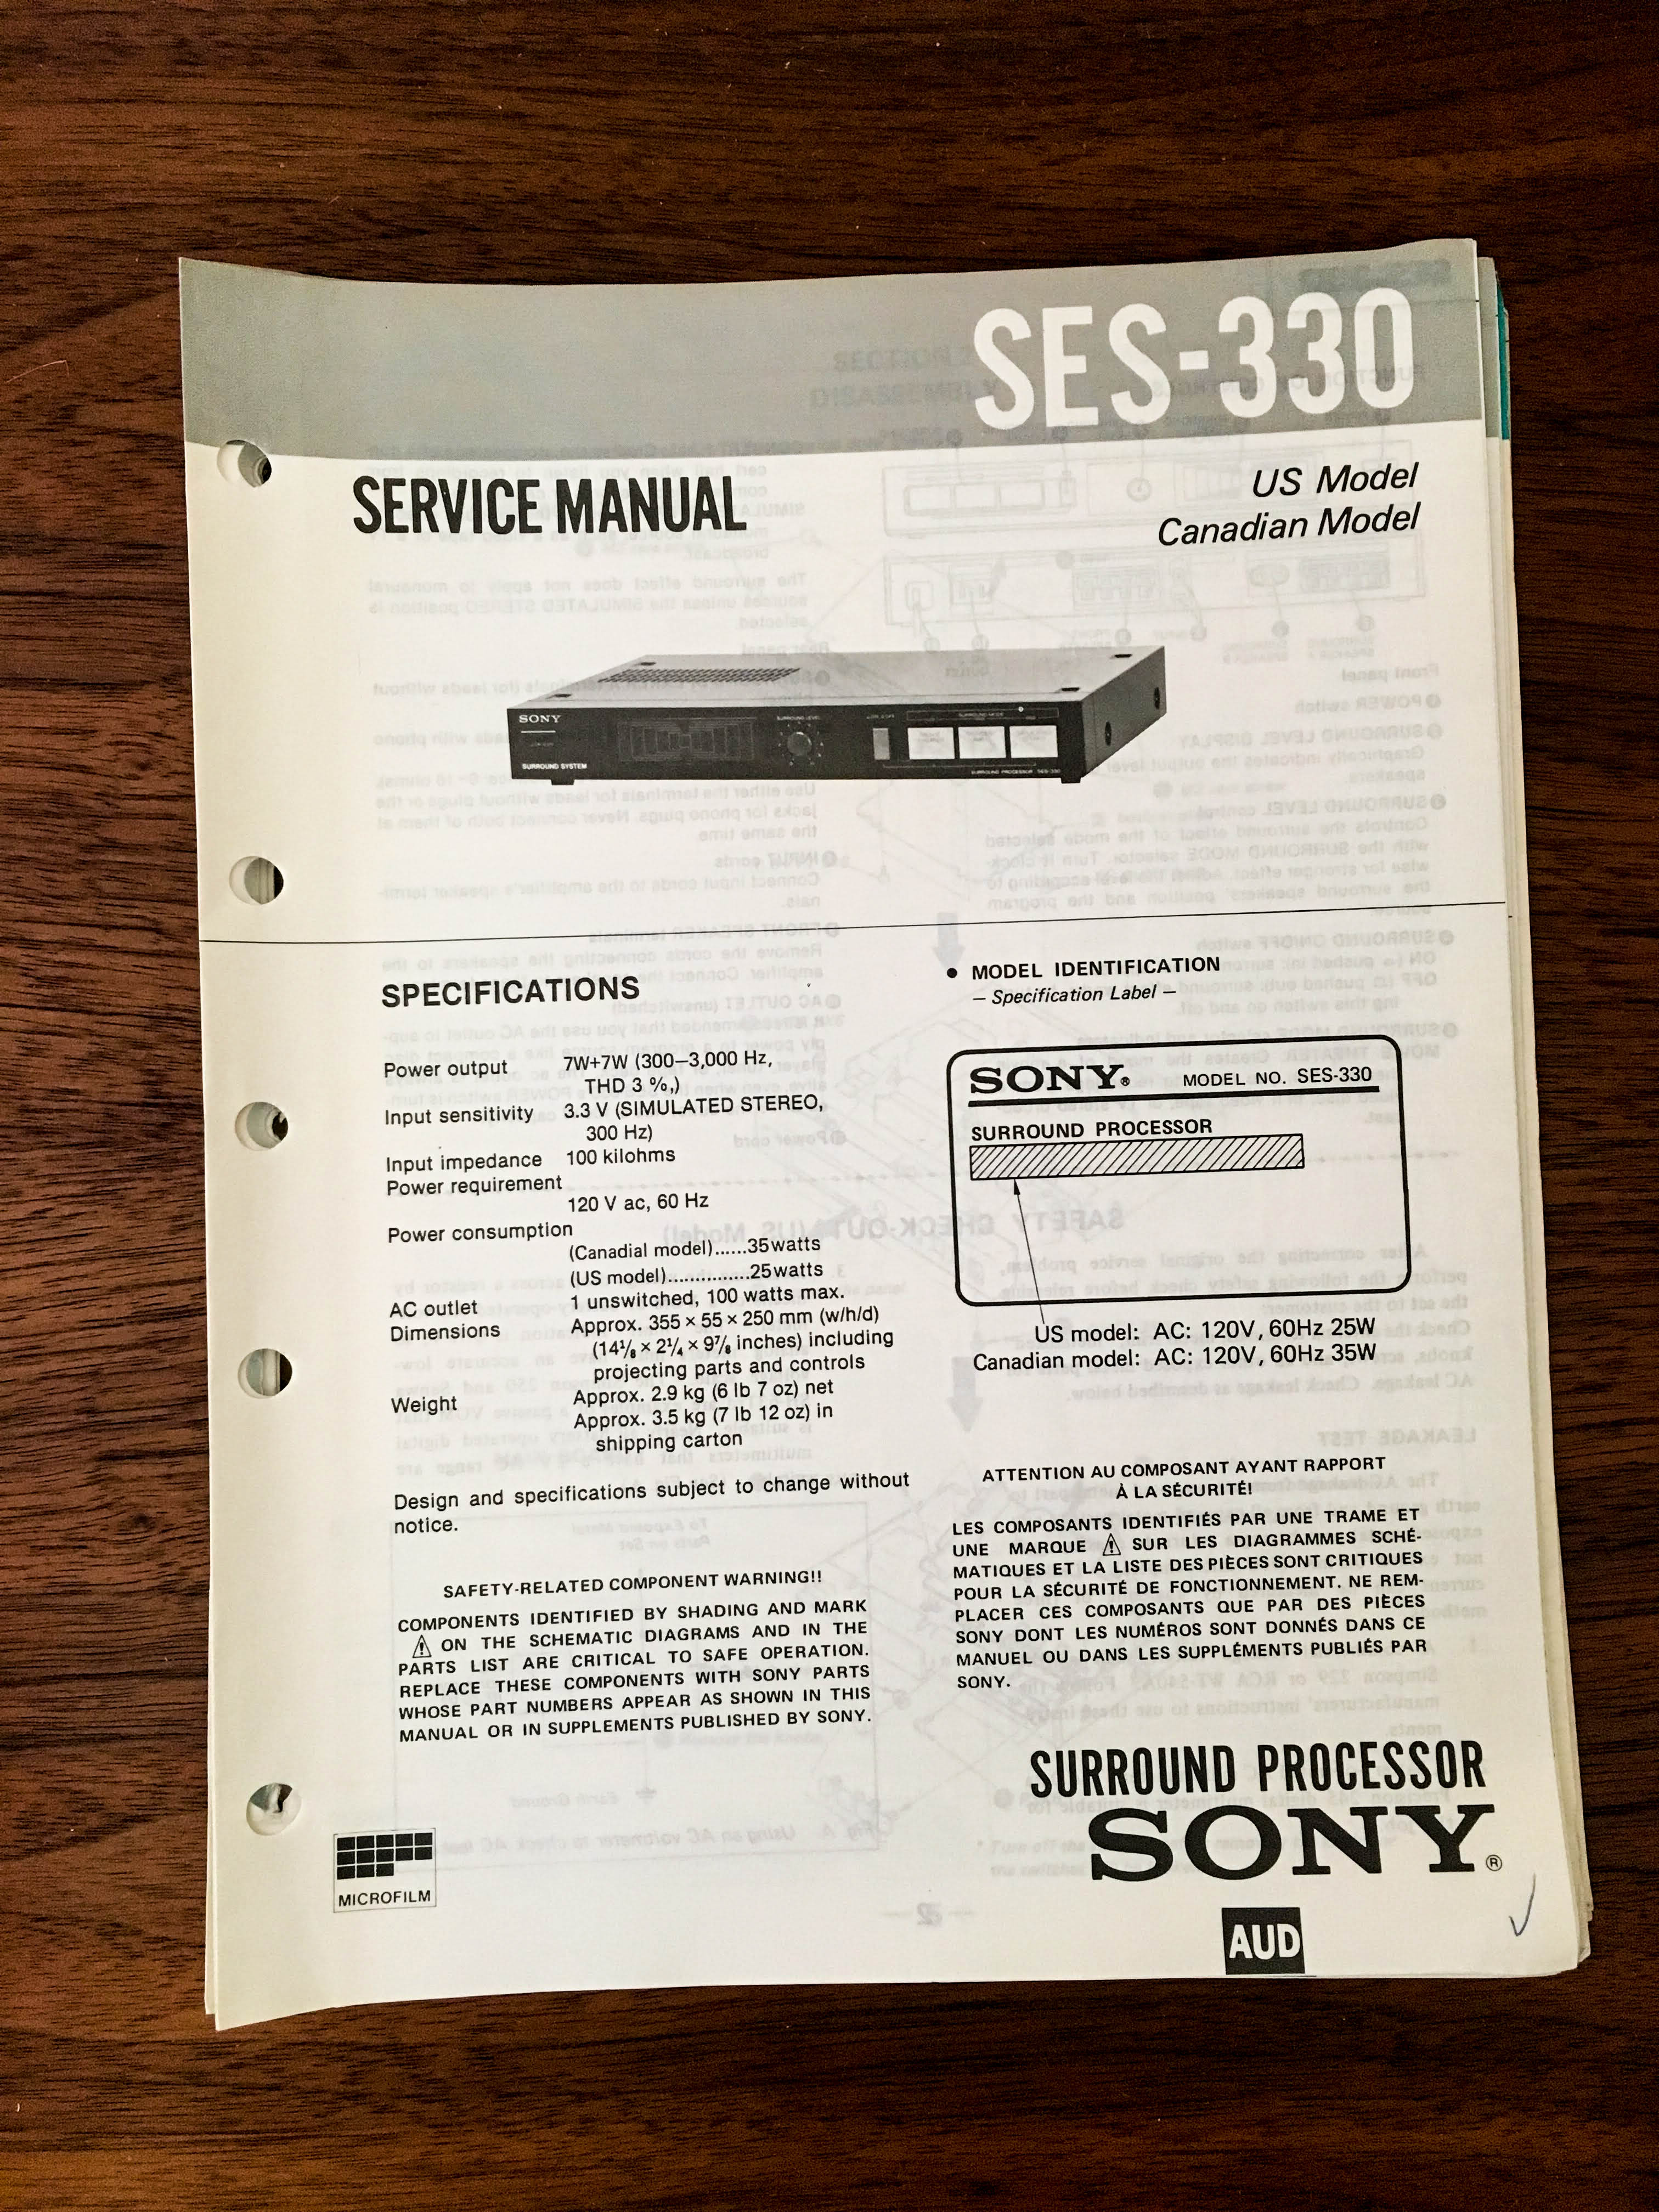 SES-330
SERVICE MANUAL
US Model
Canadian Model
SONY
SURROUND SYSTEM
SURROUND LEVEL
SURROUND MODE
SURROUND PROCESSOR SES-330
SPECIFICATIONS
Power output 7W+7W (300–3,000 Hz,
THD 3 %,)
Input sensitivity 3.3 V (SIMULATED STEREO,
300 Hz)
Input impedance 100 kilohms
Power requirement
120 V ac, 60 Hz
Power consumption
(Canadial model)......35watts
(US model)...............25watts
AC outlet 1 unswitched, 100 watts max.
Dimensions Approx. 355 × 55 × 250 mm (w/h/d)
(14⅛ × 2¼ × 9⅞ inches) including
projecting parts and controls
Weight Approx. 2.9 kg (6 lb 7 oz) net
Approx. 3.5 kg (7 lb 12 oz) in
shipping carton
Design and specifications subject to change without
notice.
SAFETY-RELATED COMPONENT WARNING!!
COMPONENTS IDENTIFIED BY SHADING AND MARK
⚠ ON THE SCHEMATIC DIAGRAMS AND IN THE
PARTS LIST ARE CRITICAL TO SAFE OPERATION.
REPLACE THESE COMPONENTS WITH SONY PARTS
WHOSE PART NUMBERS APPEAR AS SHOWN IN THIS
MANUAL OR IN SUPPLEMENTS PUBLISHED BY SONY.
MICROFILM
● MODEL IDENTIFICATION
– Specification Label –
SONY® MODEL NO. SES-330
SURROUND PROCESSOR
US model: AC: 120V, 60Hz 25W
Canadian model: AC: 120V, 60Hz 35W
ATTENTION AU COMPOSANT AYANT RAPPORT
À LA SÉCURITÉ!
LES COMPOSANTS IDENTIFIÉS PAR UNE TRAME ET
UNE MARQUE ⚠ SUR LES DIAGRAMMES SCHÉ-
MATIQUES ET LA LISTE DES PIÈCES SONT CRITIQUES
POUR LA SÉCURITÉ DE FONCTIONNEMENT. NE REM-
PLACER CES COMPOSANTS QUE PAR DES PIÈCES
SONY DONT LES NUMÉROS SONT DONNÉS DANS CE
MANUEL OU DANS LES SUPPLÉMENTS PUBLIÉS PAR
SONY.
SURROUND PROCESSOR
SONY®
AUD